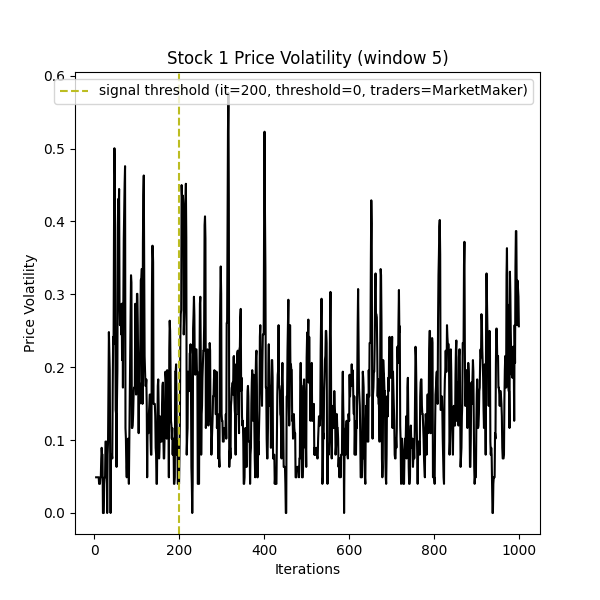 Stock 1 Price Volatility (window 5)
signal threshold (it=200, threshold=0, traders=MarketMaker)
Price Volatility
0.6
0.5
0.4
0.3
0.2
0.1
0.0
0 200 400 600 800 1000
Iterations